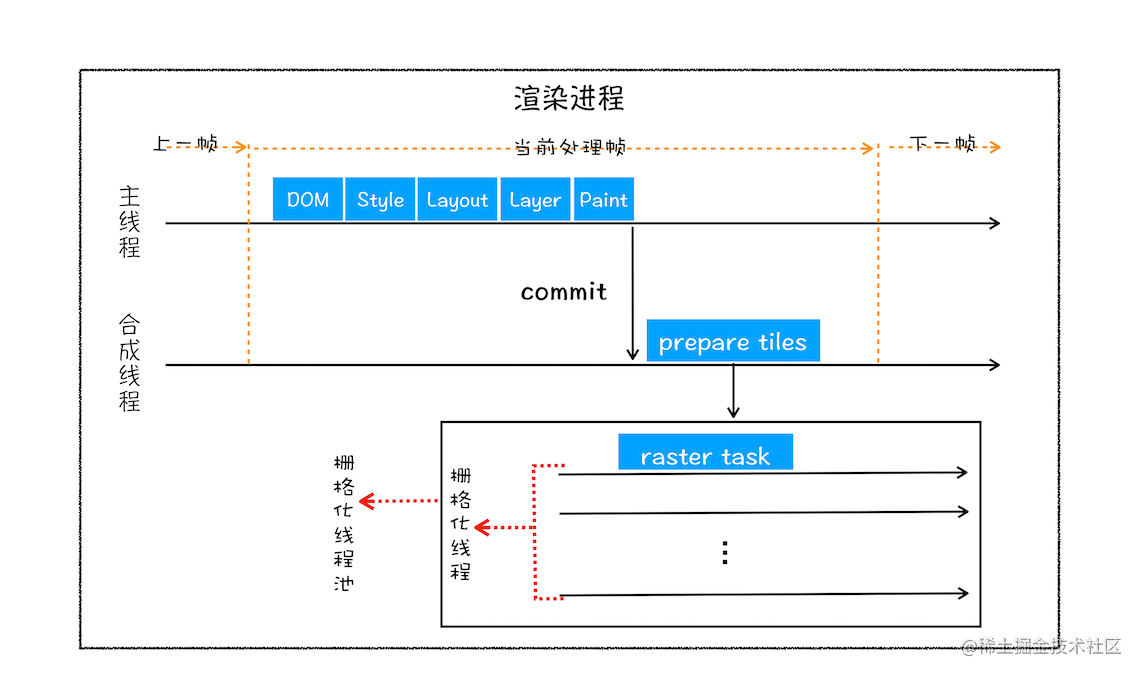 渲染进程
上一帧
当前处理帧
下一帧
主线程
DOM
Style
Layout
Layer
Paint
commit
合成线程
prepare tiles
raster task
栅格化线程池
栅格化线程
@稀土掘金技术社区